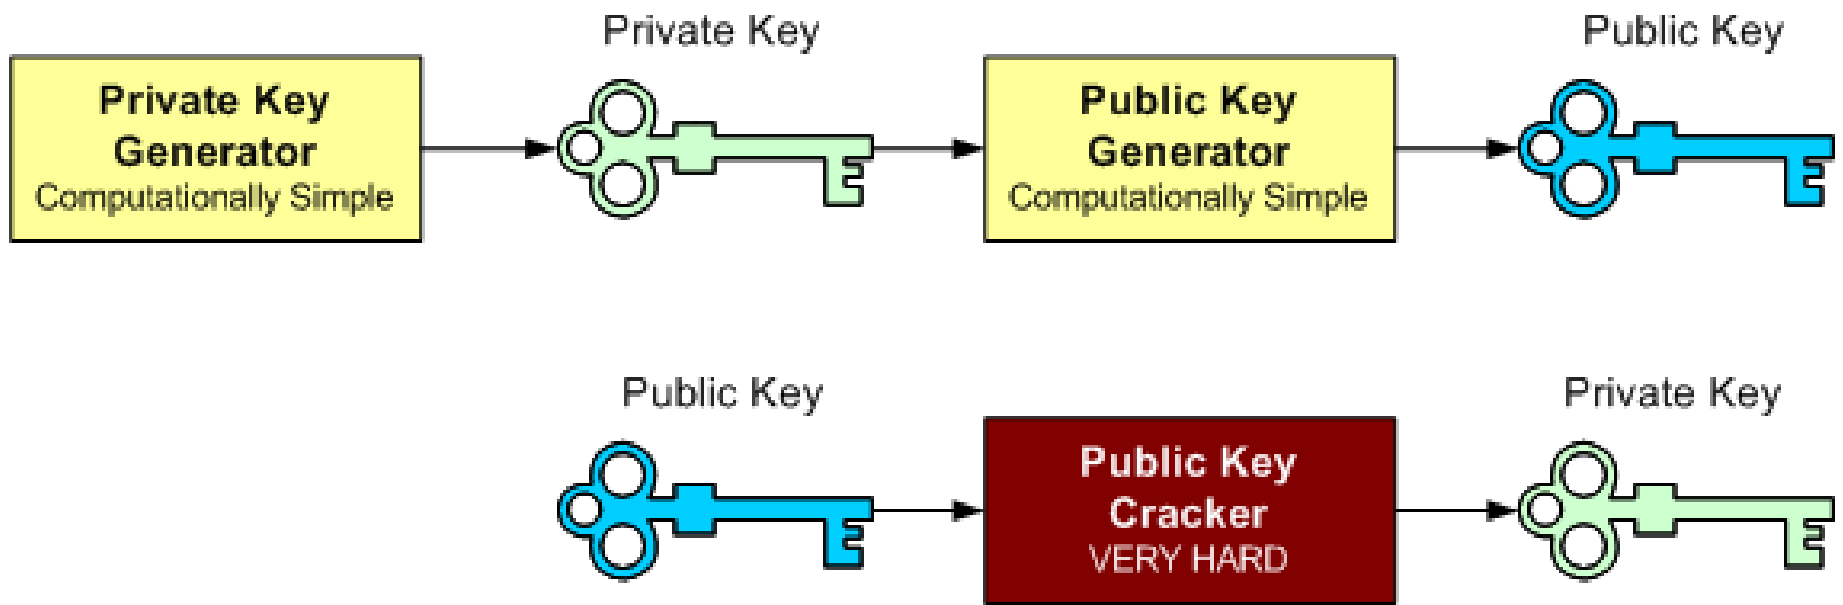 Private Key
Public Key
Private Key
Generator
Computationally Simple
Public Key
Generator
Computationally Simple
Public Key
Private Key
Public Key
Cracker
VERY HARD